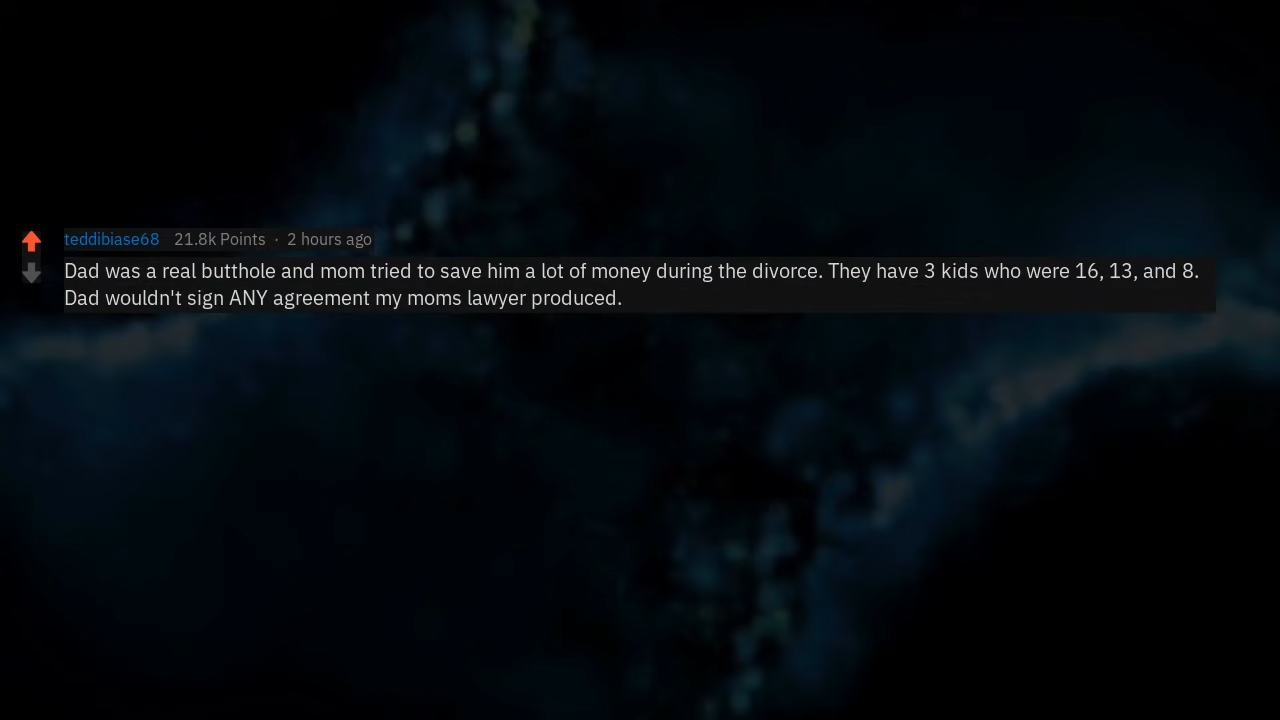 teddibiase68 21.8k Points · 2 hours ago
Dad was a real butthole and mom tried to save him a lot of money during the divorce. They have 3 kids who were 16, 13, and 8.
Dad wouldn't sign ANY agreement my moms lawyer produced.